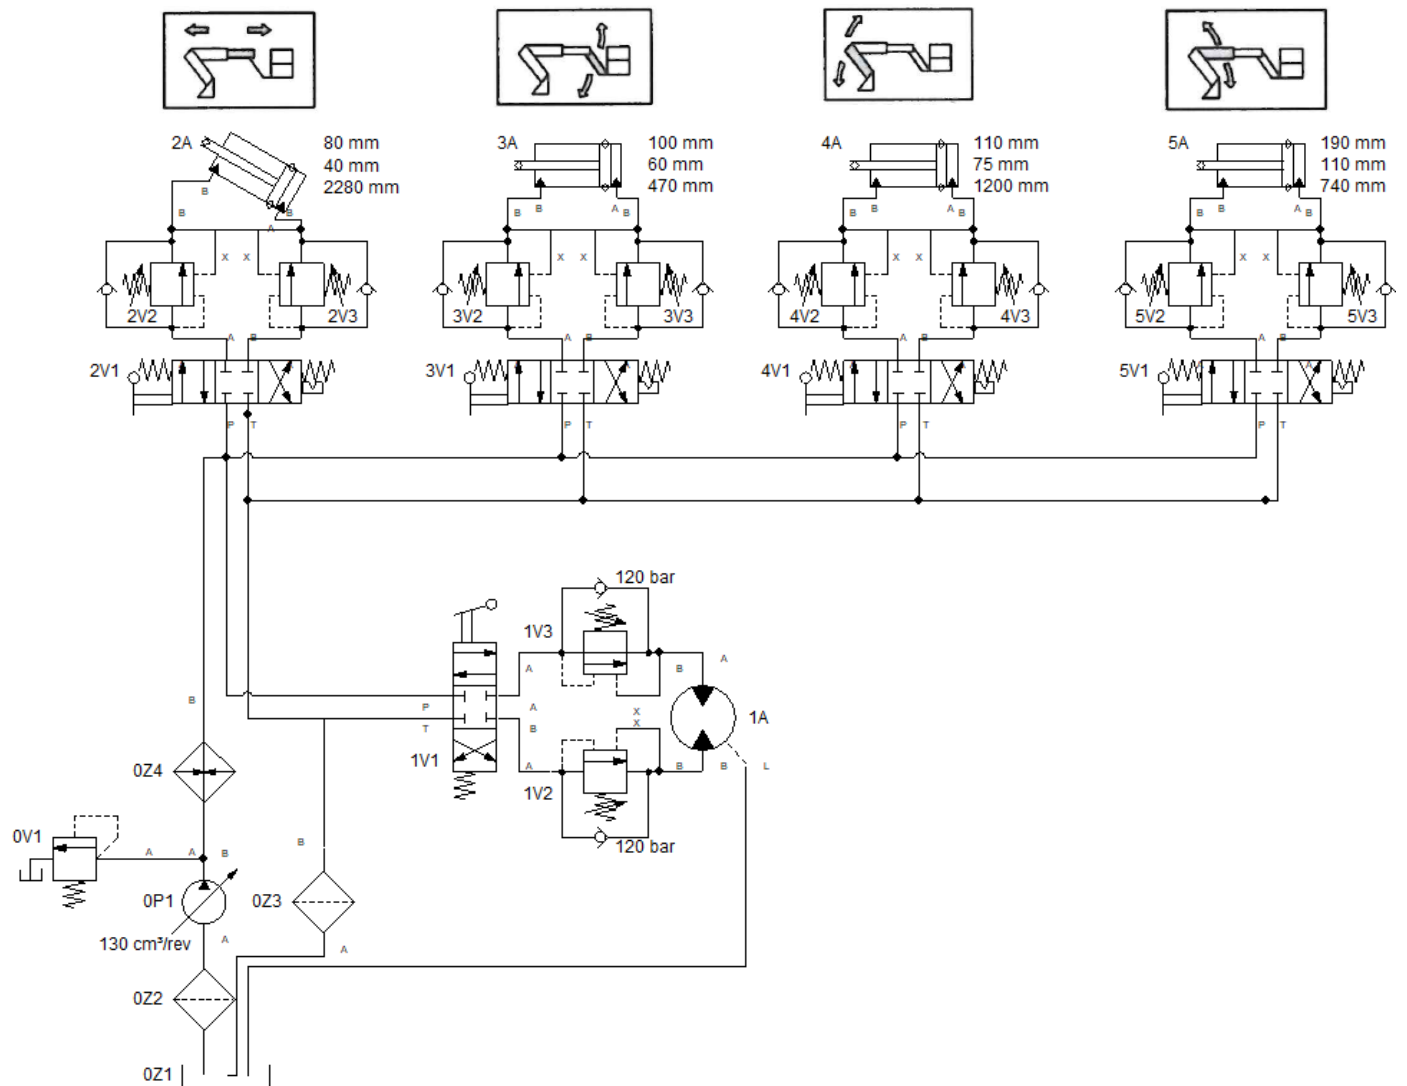 2A
80 mm
40 mm
2280 mm
3A
100 mm
60 mm
470 mm
4A
110 mm
75 mm
1200 mm
5A
190 mm
110 mm
740 mm
B
B
B
A
B
B
A
B
B
B
A
B
B
B
A
B
X X
X X
X X
X X
2V2
2V3
3V2
3V3
4V2
4V3
5V2
5V3
A B
A B
A B
A B
2V1
3V1
4V1
5V1
P T
P T
P T
P T
120 bar
1V3
A
B
A
B
P
A
X
X
1A
T
B
1V1
A
B
B
L
0Z4
1V2
0V1
A
A
B
B
120 bar
0P1
0Z3
130 cm³/rev
A
A
0Z2
0Z1